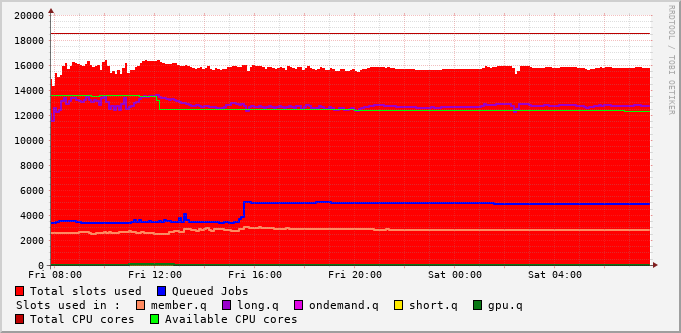 20000
18000
16000
14000
12000
10000
8000
6000
4000
2000
0
Fri 08:00 Fri 12:00 Fri 16:00 Fri 20:00 Sat 00:00 Sat 04:00
Total slots used Queued Jobs
Slots used in : member.q long.q ondemand.q short.q gpu.q
Total CPU cores Available CPU cores
RRDTOOL / TOBI OETIKER